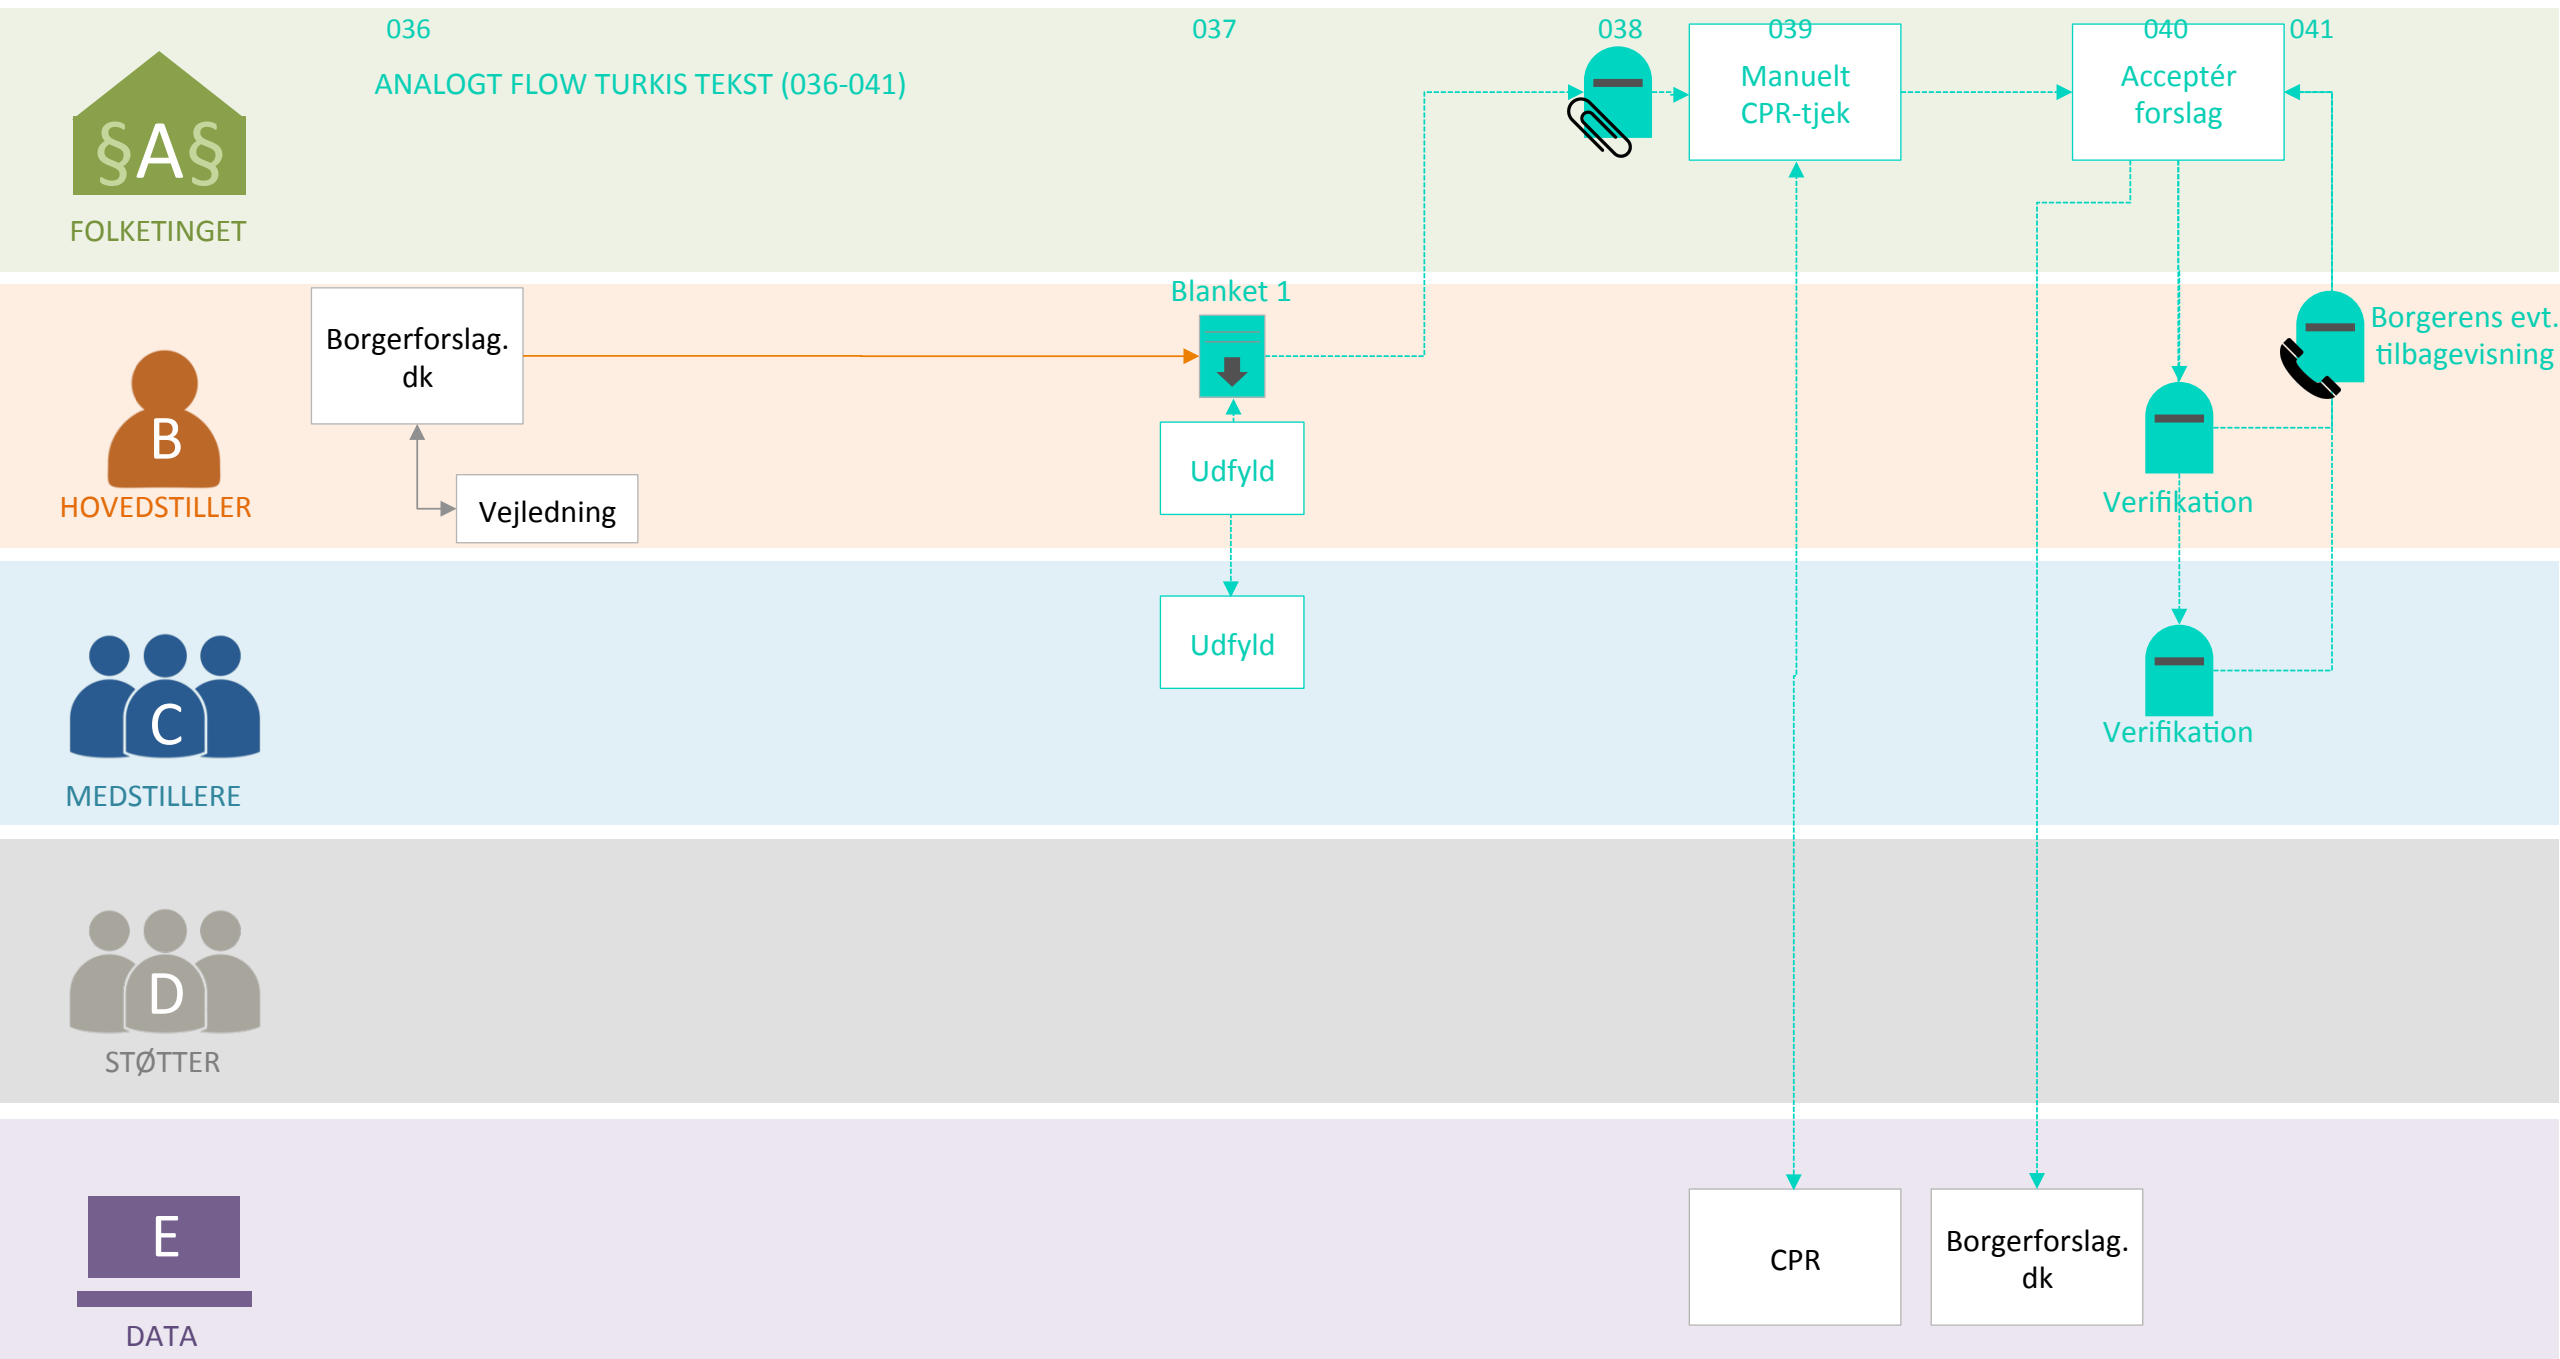 036
037
038
039
040
041
ANALOGT FLOW TURKIS TEKST (036-041)
Manuelt
CPR-tjek
Acceptér
forslag
§A§
FOLKETINGET
Blanket 1
Borgerforslag.
dk
Borgerens evt.
tilbagevisning
B
HOVEDSTILLER
Udfyld
Vejledning
Verifikation
Udfyld
C
MEDSTILLERE
Verifikation
D
STØTTER
E
DATA
CPR
Borgerforslag.
dk